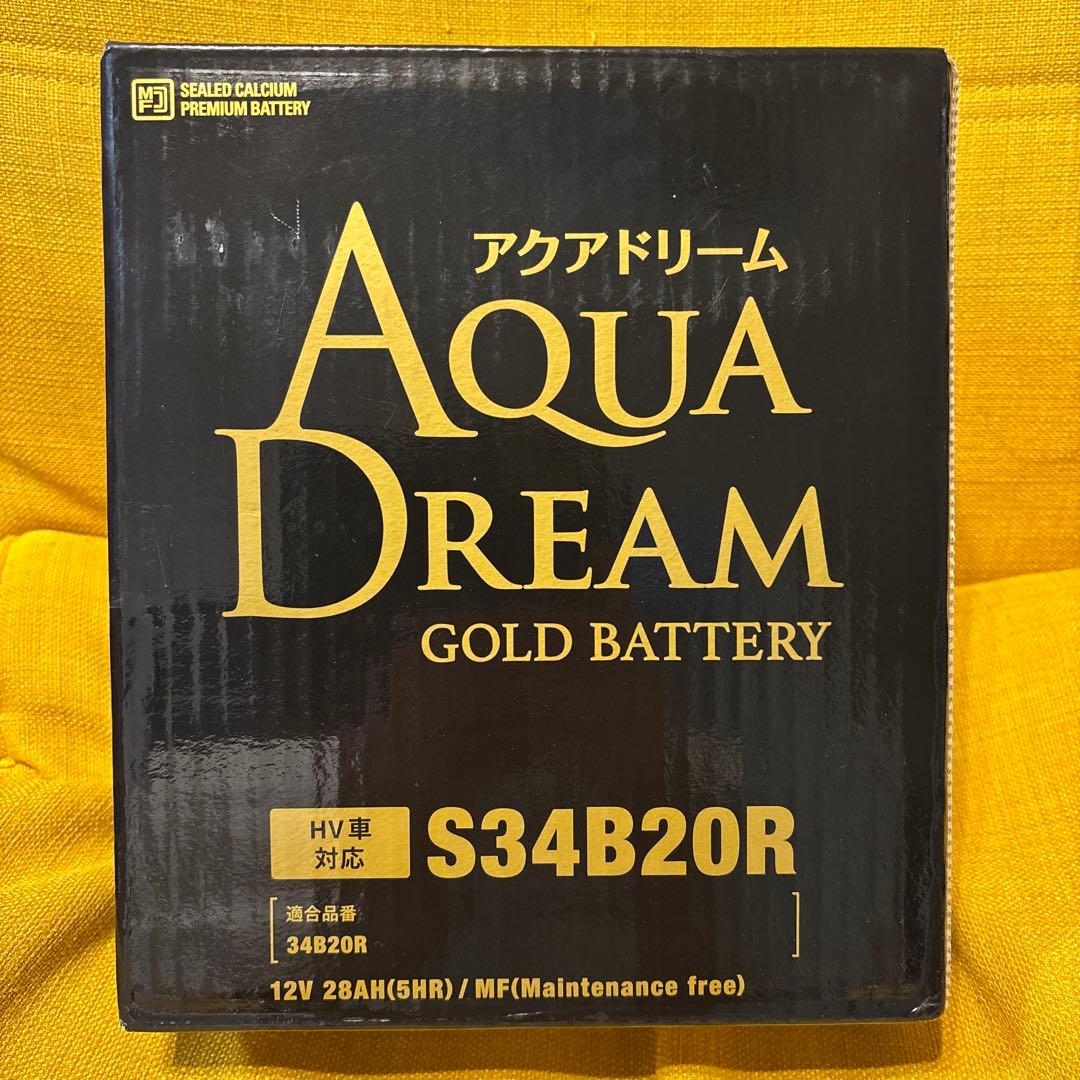 MFJ
SEALED CALCIUM
PREMIUM BATTERY
アクアドリーム
AQUA
DREAM
GOLD BATTERY
HV車
対応
S34B20R
適合品番
34B20R
12V 28AH(5HR) / MF(Maintenance free)